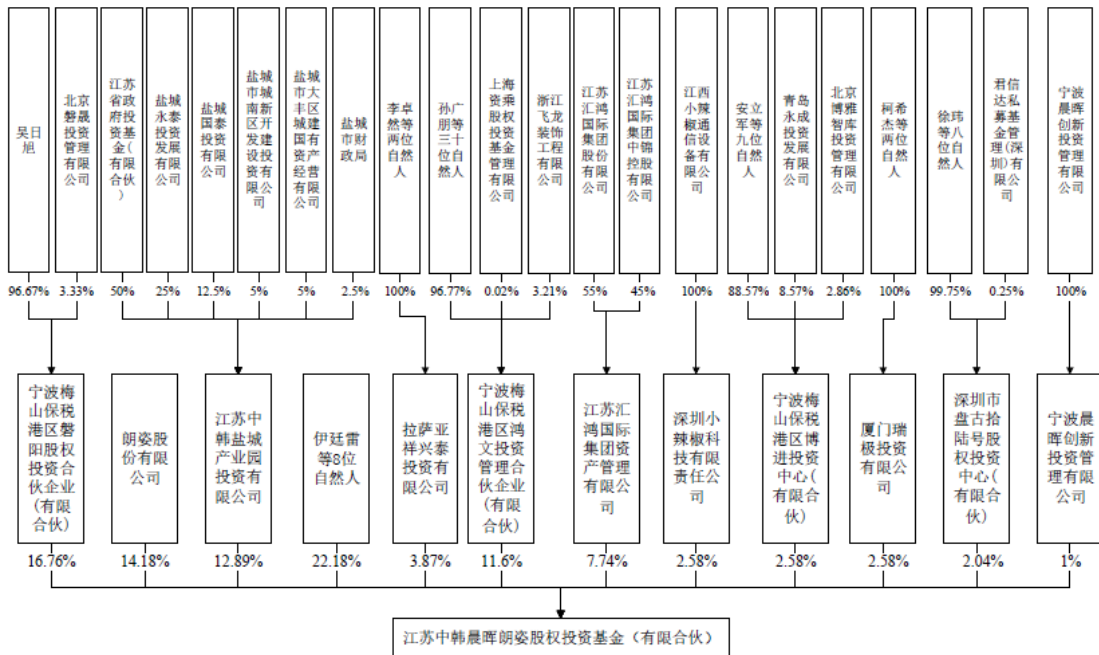 吴日
旭
北京
磐晟
投资
管理
有限
公司
江苏
省政
府投
资基
金(有
限合
伙
)
盐城
永泰
投资
发展
有限
公司
盐城
国泰
投资
有限
公司
盐城
市城
南新
区开
发建
设投
资有
限公
司
盐城
市大
丰区
城建
国有
资产
经营
有限
公司
盐城
市财
政局
李卓
然等
两位
自然
人
孙广
朋等
三十
位自
然人
上海
资乘
股权
投资
基金
管理
有限
公司
浙江
飞龙
装饰
工程
有限
公司
江苏
汇鸿
国际
集团
股份
有限
公司
江苏
汇鸿
国际
集团
中锦
控股
有限
公司
江西
小辣
椒通
信设
备有
限公
司
安立
军等
九位
自然
人
青岛
永成
投资
发展
有限
公司
北京
博雅
智库
投资
管理
有限
公司
柯希
杰等
两位
自然
人
徐玮
等八
位自
然人
君信
达私
募基
金管
理(深
圳)有
限公
司
宁波
晨晖
创新
投资
管理
有限
公司
96.67% 3.33% 50% 25% 12.5% 5% 5% 2.5% 100% 96.77% 0.02% 3.21% 55% 45% 100% 88.57% 8.57% 2.86% 100% 99.75% 0.25% 100%
宁波梅
山保税
港区磐
阳股权
投资合
伙企业
(有限
合伙)
朗姿股
份有限
公司
江苏中
韩盐城
产业园
投资有
限公司
伊廷雷
等8位
自然人
拉萨亚
祥兴泰
投资有
限公司
宁波梅
山保税
港区鸿
文投资
管理合
伙企业
(有限
合伙)
江苏汇
鸿国际
集团资
产管理
有限公
司
深圳小
辣椒科
技有限
责任公
司
宁波梅
山保税
港区博
进投资
中心(
有限合
伙)
厦门瑞
极投资
有限公
司
深圳市
盘古拾
陆号股
权投资
中心(
有限合
伙)
宁波晨
晖创新
投资管
理有限
公司
16.76% 14.18% 12.89% 22.18% 3.87% 11.6% 7.74% 2.58% 2.58% 2.58% 2.04% 1%
江苏中韩晨晖朗姿股权投资基金（有限合伙）